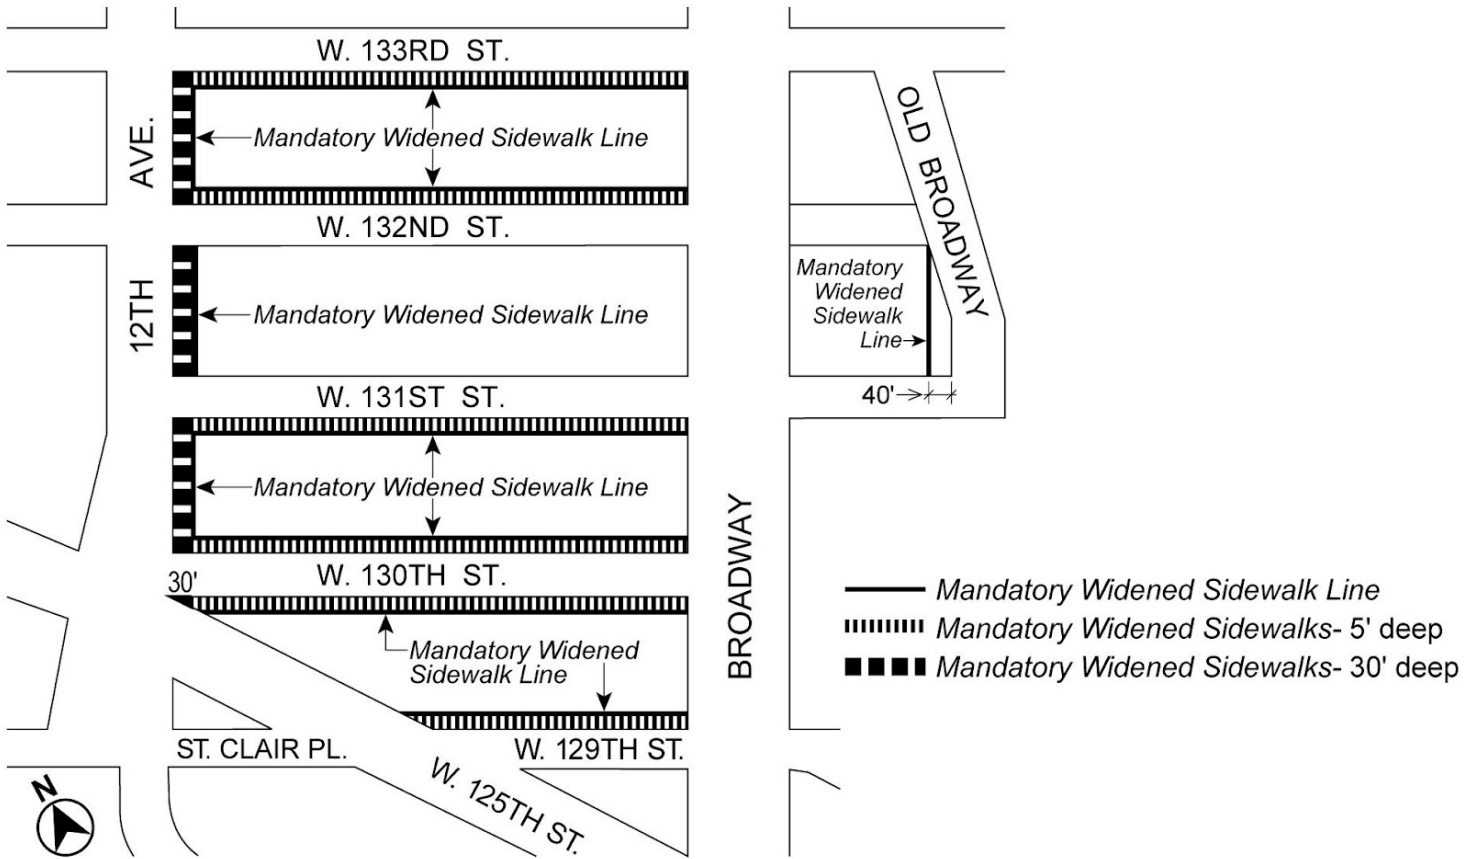 W. 133RD ST.
AVE.
Mandatory Widened Sidewalk Line
OLD BROADWAY
W. 132ND ST.
12TH
Mandatory Widened Sidewalk Line
Mandatory
Widened
Sidewalk
Line
W. 131ST ST.
40'
Mandatory Widened Sidewalk Line
BROADWAY
W. 130TH ST.
30'
Mandatory Widened
Sidewalk Line
Mandatory Widened Sidewalk Line
Mandatory Widened Sidewalks- 5' deep
Mandatory Widened Sidewalks- 30' deep
ST. CLAIR PL.
W. 129TH ST.
W. 125TH ST.
N